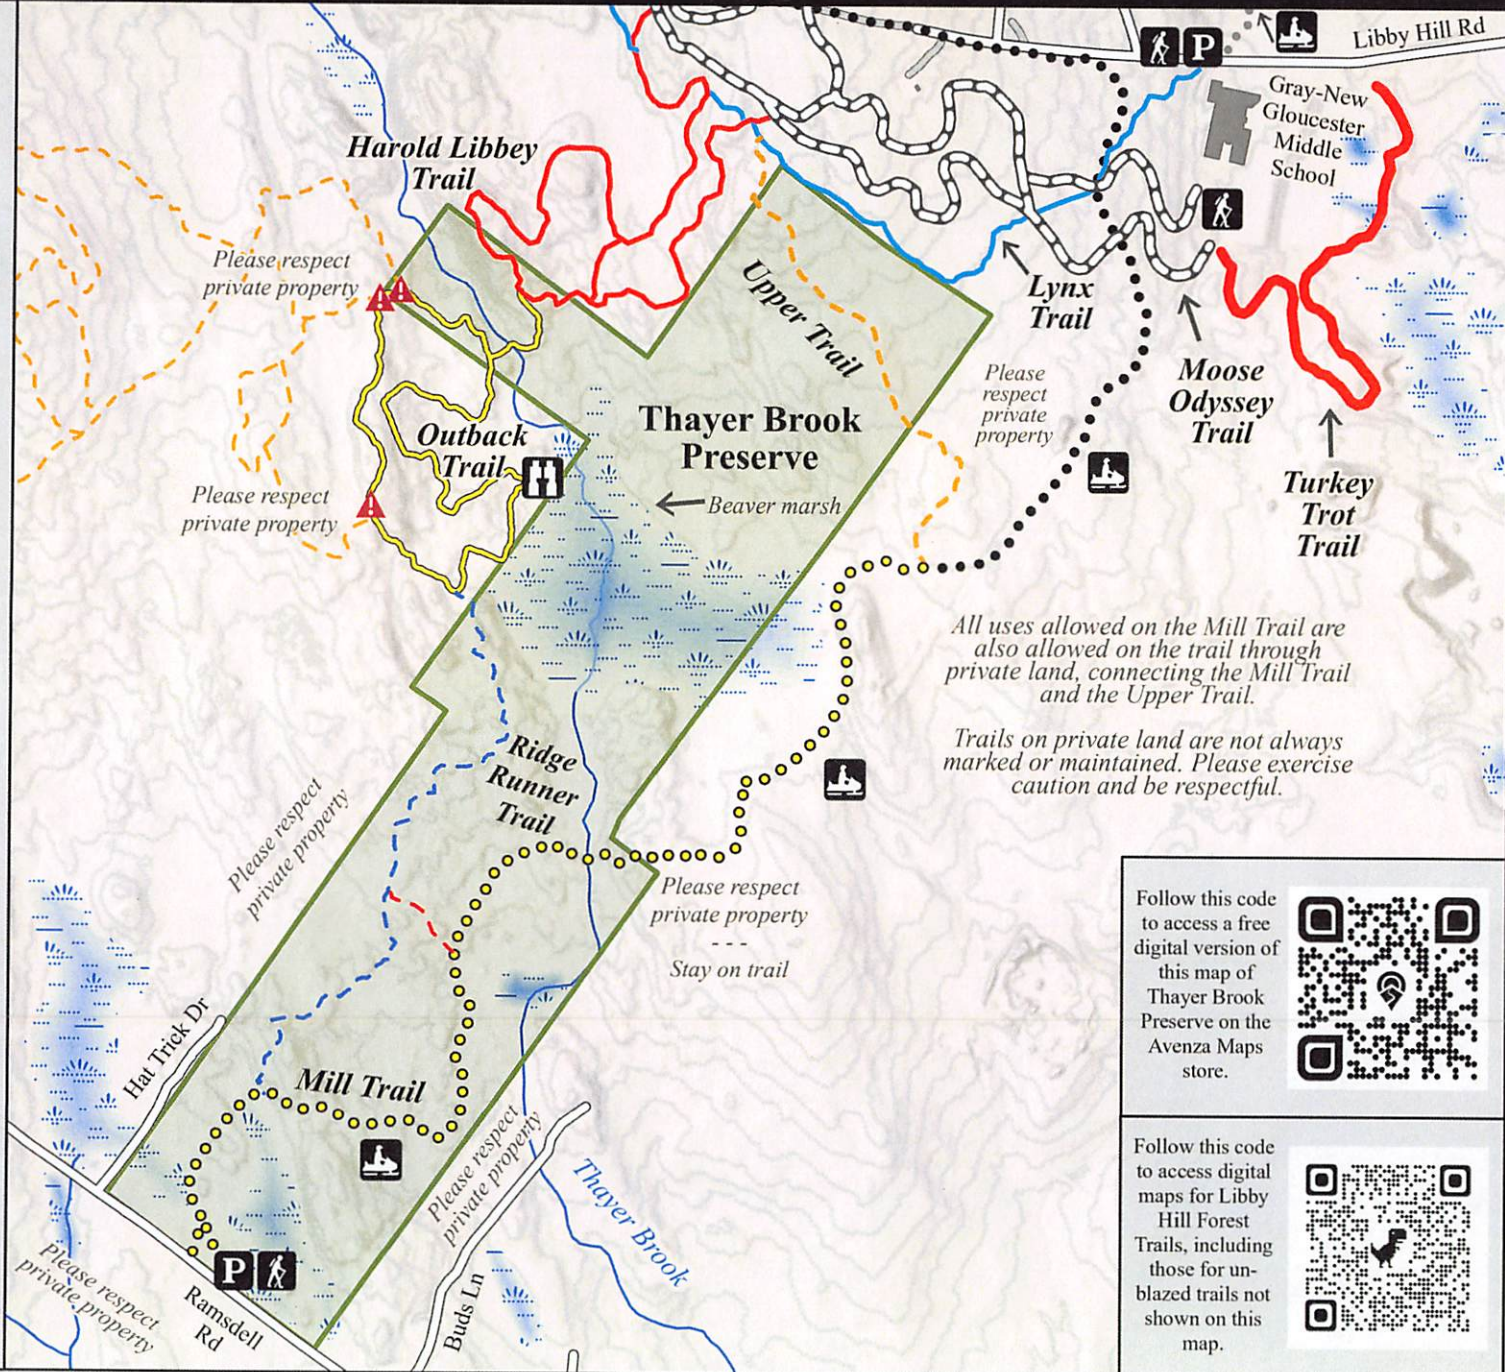 Libby Hill Rd
P
Gray-New
Gloucester
Middle
School
Harold Libbey
Trail
Please respect
private property
Upper Trail
Lynx
Trail
Moose
Odyssey
Trail
Please
respect
private
property
Turkey
Trot
Trail
Thayer Brook
Preserve
Outback
Trail
Beaver marsh
Please respect
private property
All uses allowed on the Mill Trail are
also allowed on the trail through
private land, connecting the Mill Trail
and the Upper Trail.
Trails on private land are not always
marked or maintained. Please exercise
caution and be respectful.
Ridge
Runner
Trail
Please respect
private property
Please respect
private property
- - -
Stay on trail
Hat Trick Dr
Mill Trail
Please respect
private property
Thayer Brook
Buds Ln
P
Ramsdell
Rd
Please respect
private property
Follow this code
to access a free
digital version of
this map of
Thayer Brook
Preserve on the
Avenza Maps
store.
Follow this code
to access digital
maps for Libby
Hill Forest
Trails, including
those for un-
blazed trails not
shown on this
map.